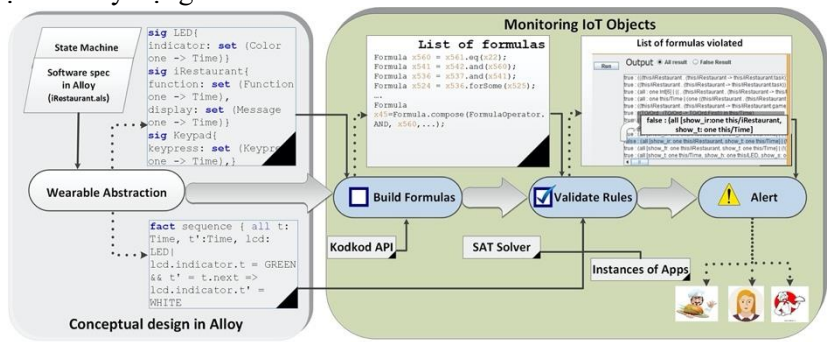 Monitoring IoT Objects
State Machine
Software spec
in Alloy
(iRestaurant.als)
sig LED{
indicator: set (Color
one -> Time)}
sig iRestaurant{
function: set (Function
one -> Time),
display: set (Message
one -> Time)}
sig Keypad{
keypress: set (Keypr
one -> Time),}
List of formulas
Formula x560 = x561.eq(x22);
Formula x541 = x542.and(x560);
Formula x536 = x537.and(x541);
Formula x524 = x536.forSome(x525);
Formula
x45=Formula.compose(FormulaOperator.
AND, x560,...);
List of formulas violated
Run
Output
All result
False Result
false : (all [show_ir:one this/iRestaurant,
show_t: one this/Time]
Wearable Abstraction
Build Formulas
Validate Rules
Alert
Kodkod API
SAT Solver
Instances of Apps
fact sequence { all t:
Time, t':Time, lcd:
LED|
lcd.indicator.t = GREEN
&& t' = t.next =>
lcd.indicator.t' =
WHITE
Conceptual design in Alloy